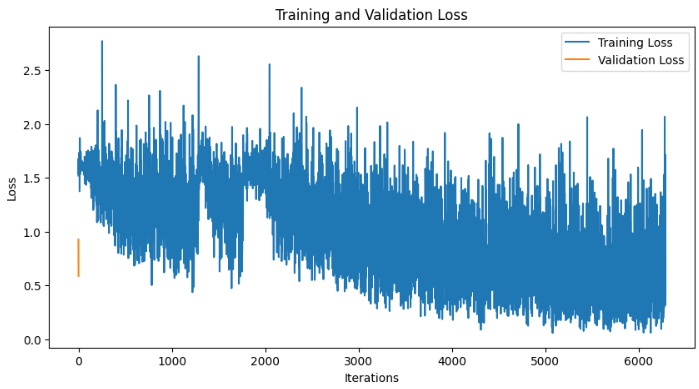 Training and Validation Loss
Training Loss
Validation Loss
2.5
2.0
1.5
1.0
0.5
0.0
Loss
0 1000 2000 3000 4000 5000 6000
Iterations